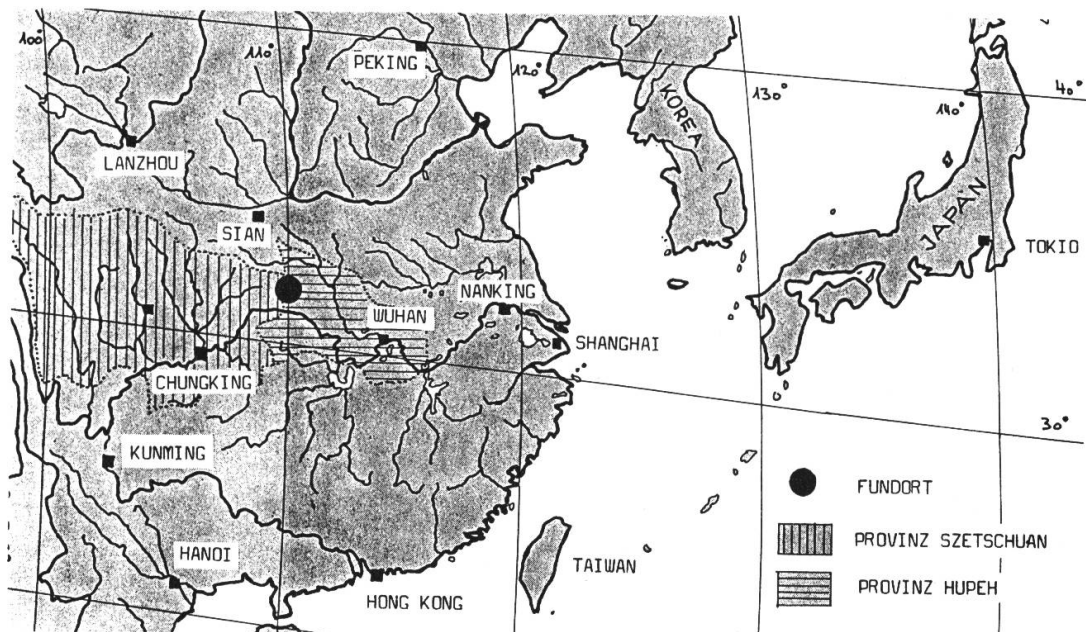 100°
110°
PEKING
120°
KOREA
130°
140°
40°
LANZHOU
SIAN
JAPAN
TOKIO
NANKING
WUHAN
SHANGHAI
CHUNGKING
30°
KUNMING
FUNDORT
PROVINZ SZETSCHUAN
HANOI
TAIWAN
HONG KONG
PROVINZ HUPEH